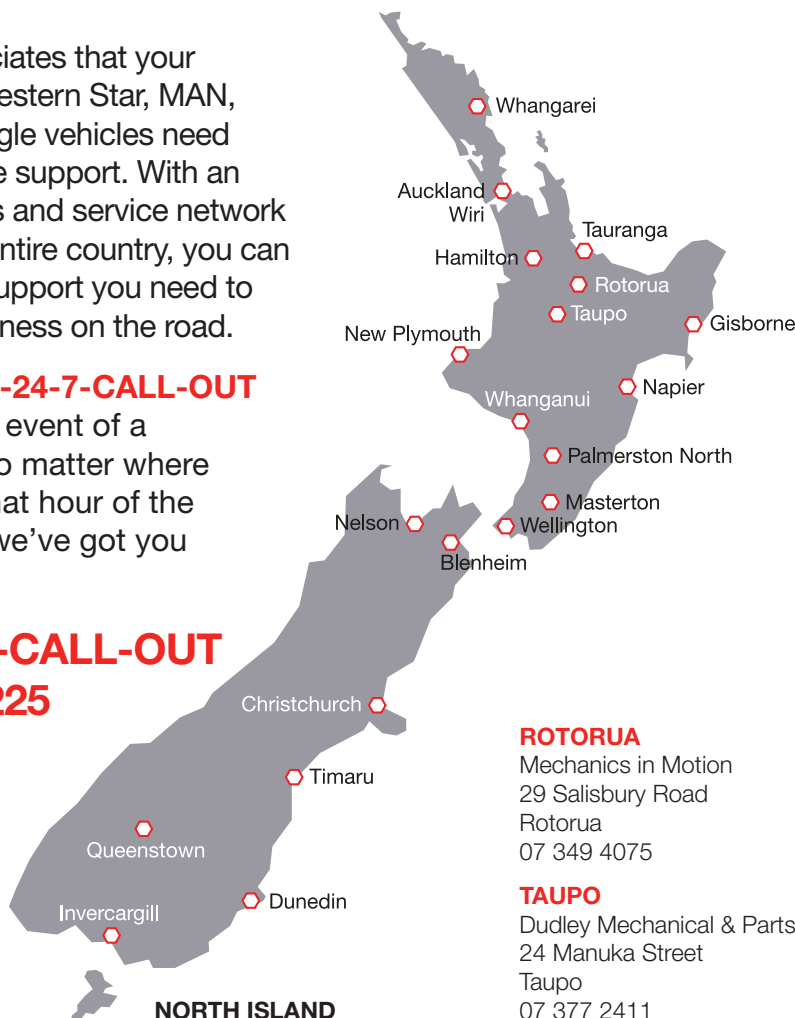 ciates that your
estern Star, MAN,
gle vehicles need
e support. With an
s and service network
entire country, you can
upport you need to
ness on the road.
-24-7-CALL-OUT
event of a
o matter where
hat hour of the
we've got you
-CALL-OUT
225
Whangarei
Auckland
Wiri
Tauranga
Hamilton
Rotorua
Taupo
Gisborne
New Plymouth
Napier
Whanganui
Palmerston North
Masterton
Wellington
Nelson
Blenheim
Christchurch
Timaru
Queenstown
Dunedin
Invercargill
NORTH ISLAND
ROTORUA
Mechanics in Motion
29 Salisbury Road
Rotorua
07 349 4075
TAUPO
Dudley Mechanical & Parts
24 Manuka Street
Taupo
07 377 2411